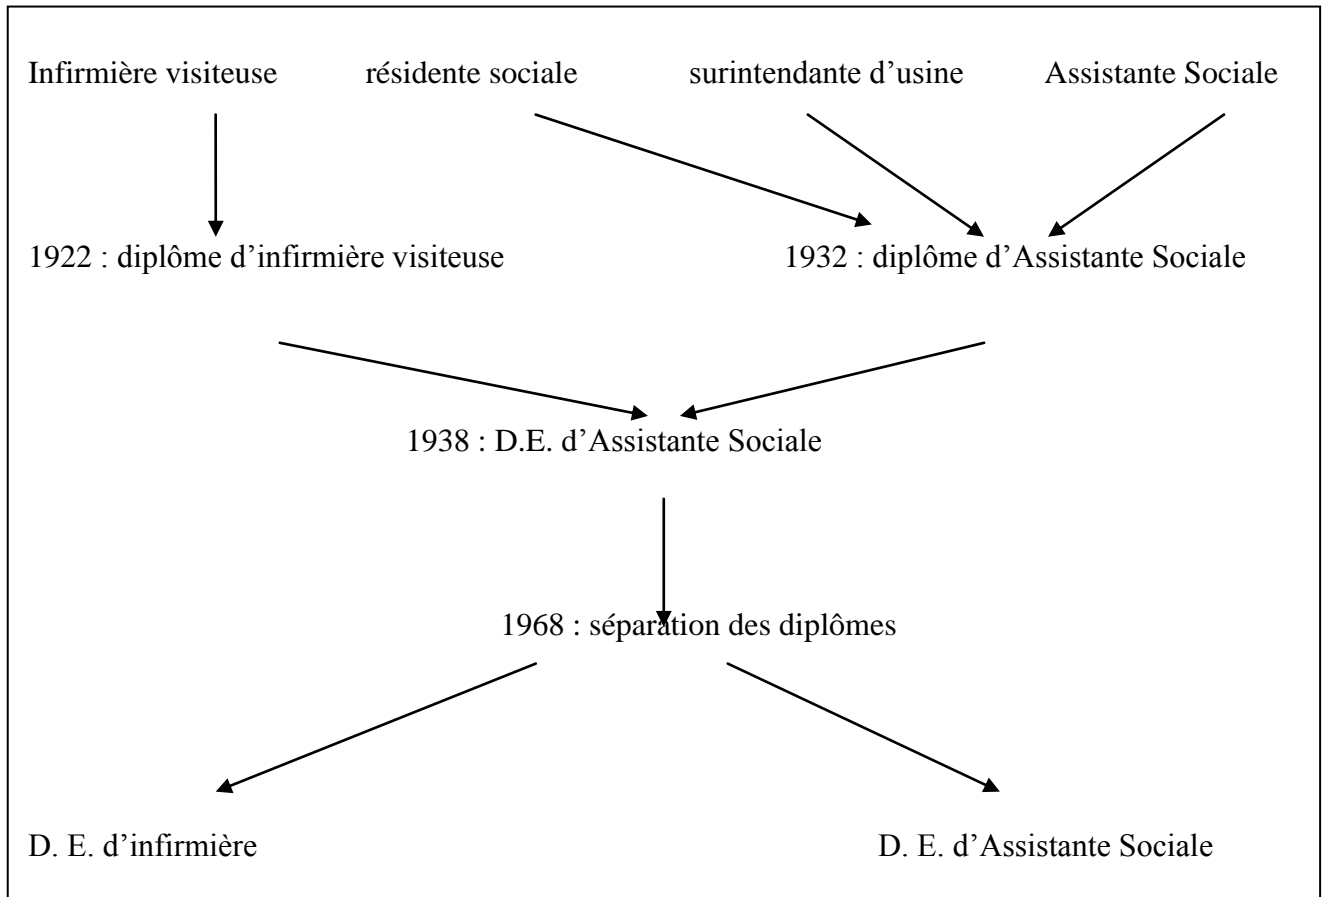 Infirmière visiteuse résidente sociale surintendante d’usine Assistante Sociale
1922 : diplôme d’infirmière visiteuse 1932 : diplôme d’Assistante Sociale
1938 : D.E. d’Assistante Sociale
1968 : séparation des diplômes
D. E. d’infirmière D. E. d’Assistante Sociale